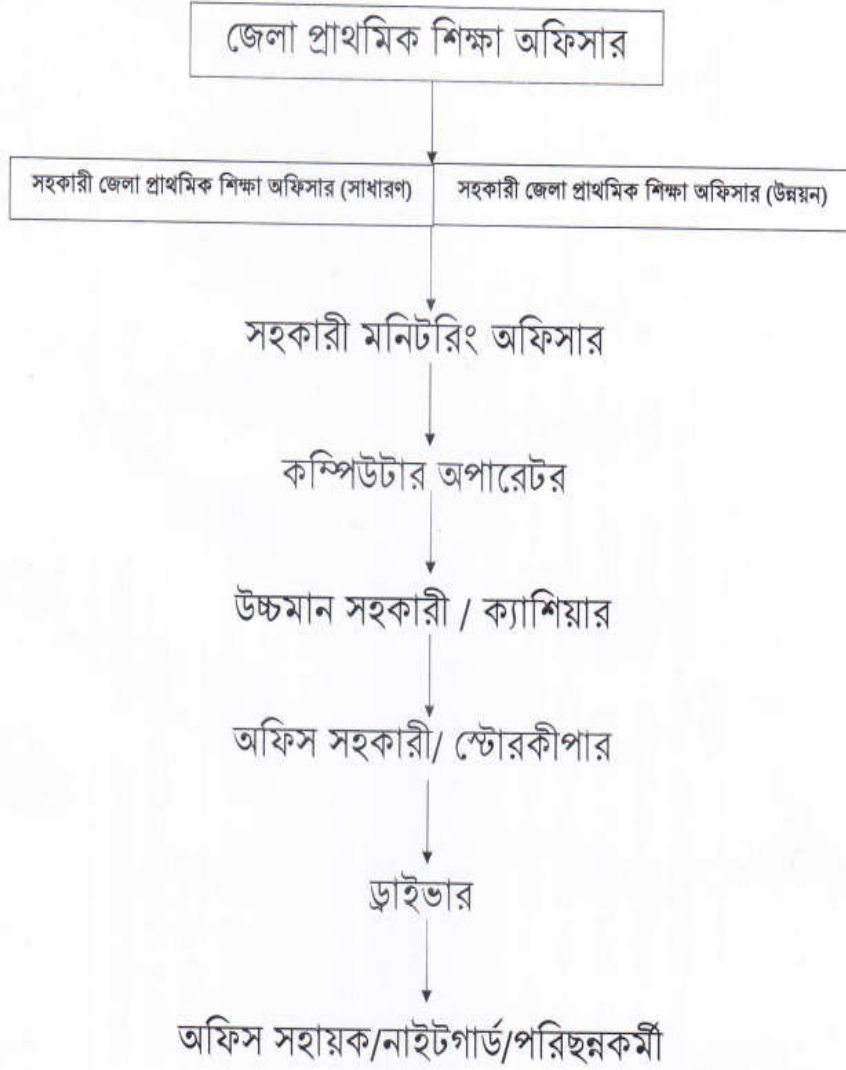 জেলা প্রাথমিক শিক্ষা অফিসার
সহকারী জেলা প্রাথমিক শিক্ষা অফিসার (সাধারণ)
সহকারী জেলা প্রাথমিক শিক্ষা অফিসার (উন্নয়ন)
সহকারী মনিটরিং অফিসার
কম্পিউটার অপারেটর
উচ্চমান সহকারী / ক্যাশিয়ার
অফিস সহকারী/ স্টোরকীপার
ড্রাইভার
অফিস সহায়ক/নাইটগার্ড/পরিছন্নকর্মী